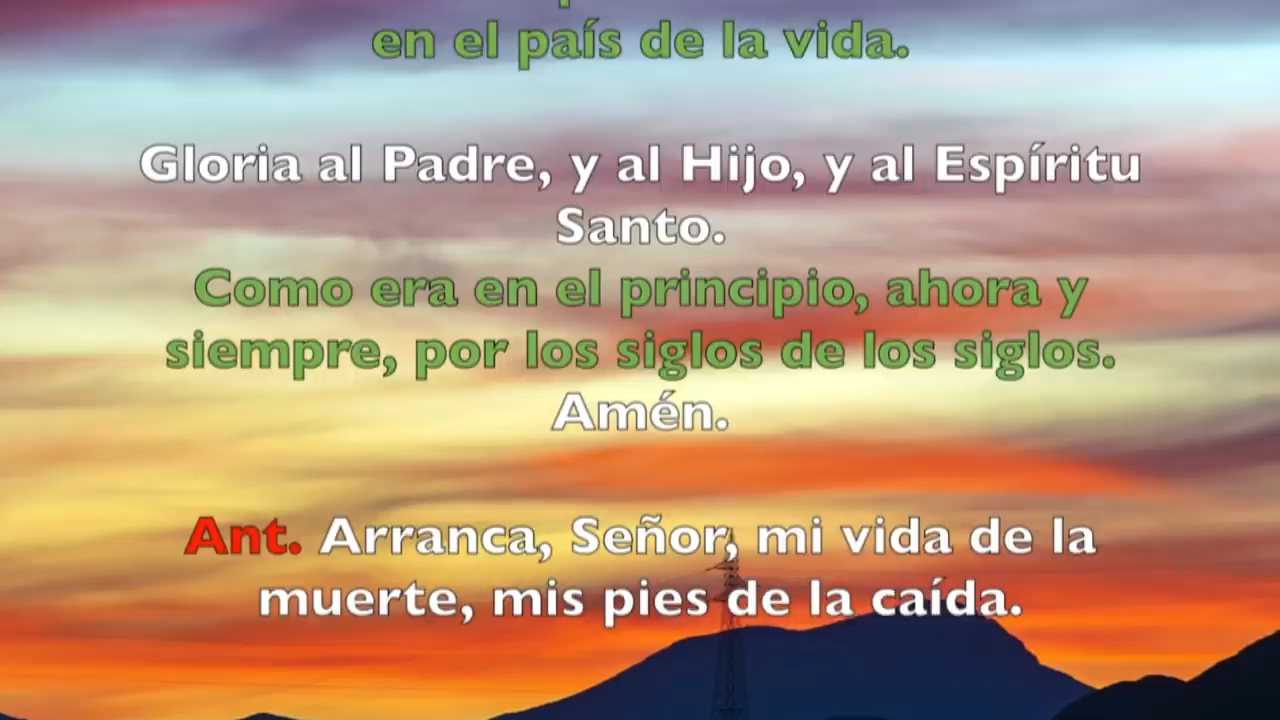 en el país de la vida.
Gloria al Padre, y al Hijo, y al Espíritu
Santo.
Como era en el principio, ahora y
siempre, por los siglos de los siglos.
Amén.
Ant. Arranca, Señor, mi vida de la
muerte, mis pies de la caída.